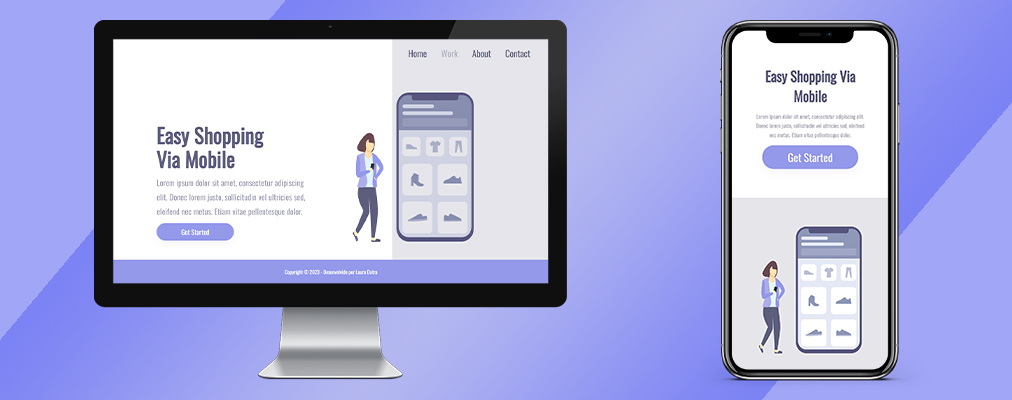 Home Work About Contact
Easy Shopping
Via Mobile
Lorem ipsum dolor sit amet, consectetur adipiscing
elit. Donec lorem justo, sollicitudin vel ultricies sed,
eleifend nec metus. Etiam vitae pellentesque dolor.
Get Started
Copyright © 2023 - Desenvolvido por Laura Dutra
Easy Shopping Via
Mobile
Lorem ipsum dolor sit amet, consectetur adipiscing elit.
Donec lorem justo, sollicitudin vel ultricies sed, eleifend
nec metus. Etiam vitae pellentesque dolor.
Get Started